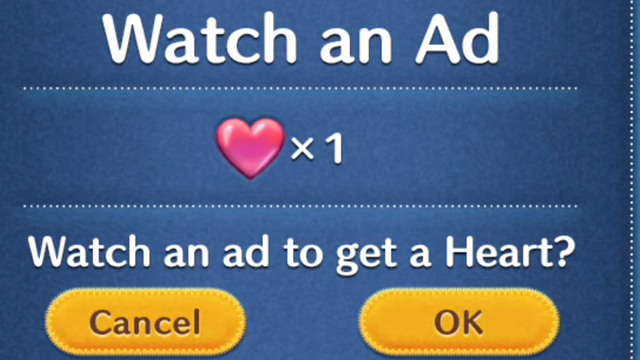 Watch an Ad
×1
Watch an ad to get a Heart?
Cancel
OK